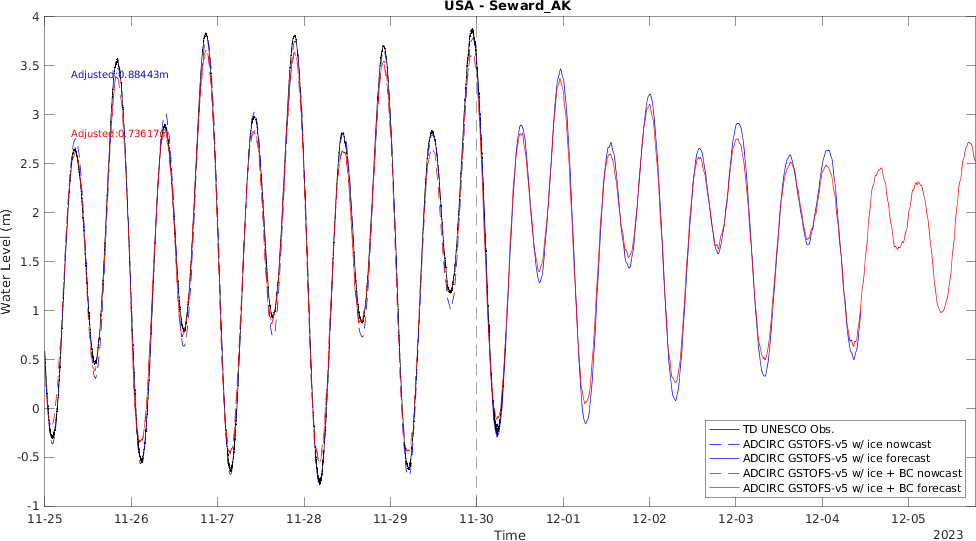 USA - Seward_AK
Water Level (m)
4
3.5
3
2.5
2
1.5
1
0.5
0
-0.5
-1
Adjusted:0.88443m
Adjusted:0.73617m
TD UNESCO Obs.
ADCIRC GSTOFS-v5 w/ ice nowcast
ADCIRC GSTOFS-v5 w/ ice forecast
ADCIRC GSTOFS-v5 w/ ice + BC nowcast
ADCIRC GSTOFS-v5 w/ ice + BC forecast
11-25 11-26 11-27 11-28 11-29 11-30 12-01 12-02 12-03 12-04 12-05
Time
2023